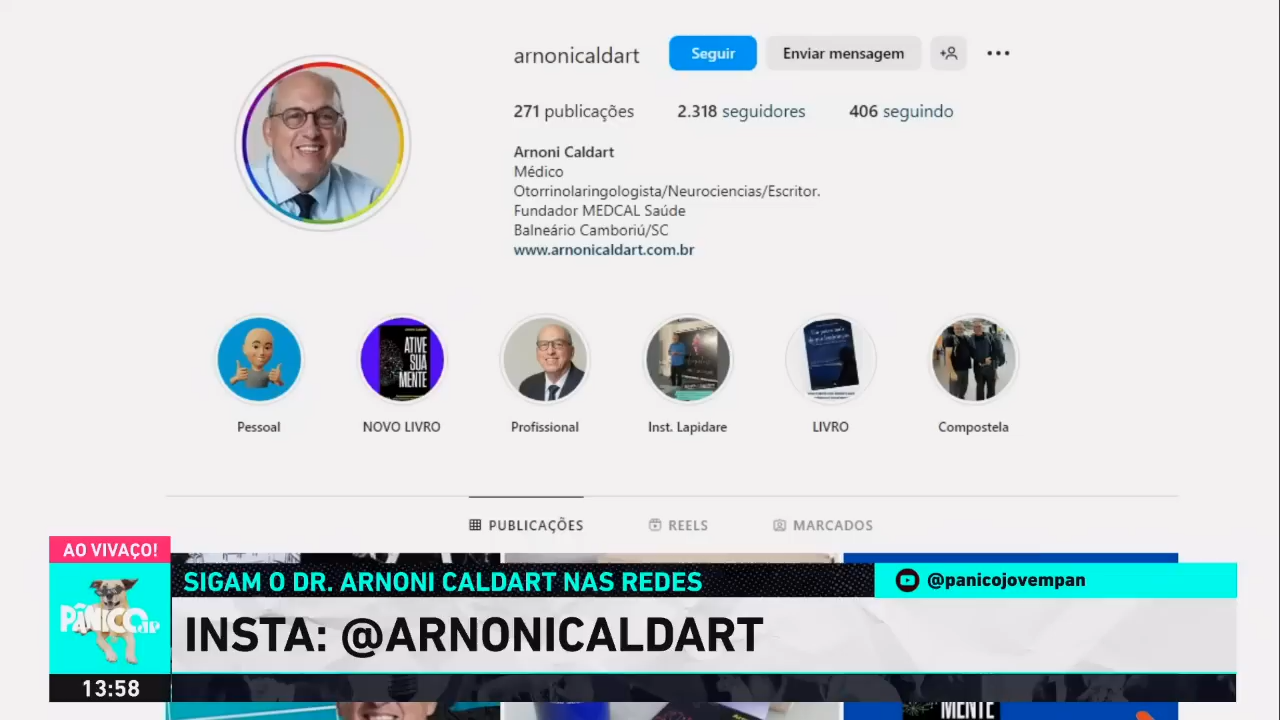 arnonicaldart
Seguir
Enviar mensagem
271 publicações
2.318 seguidores
406 seguindo
Arnoni Caldart
Médico
Otorrinolaringologista/Neurociencias/Escritor.
Fundador MEDCAL Saúde
Balneário Camboriú/SC
www.arnonicaldart.com.br
ATIVE
SUA
MENTE
Pessoal
NOVO LIVRO
Profissional
Inst. Lapidare
LIVRO
Compostela
PUBLICAÇÕES
REELS
MARCADOS
AO VIVAÇO!
SIGAM O DR. ARNONI CALDART NAS REDES
@panicojovempan
PÂNICO JP
INSTA: @ARNONICALDART
13:58
MENTE